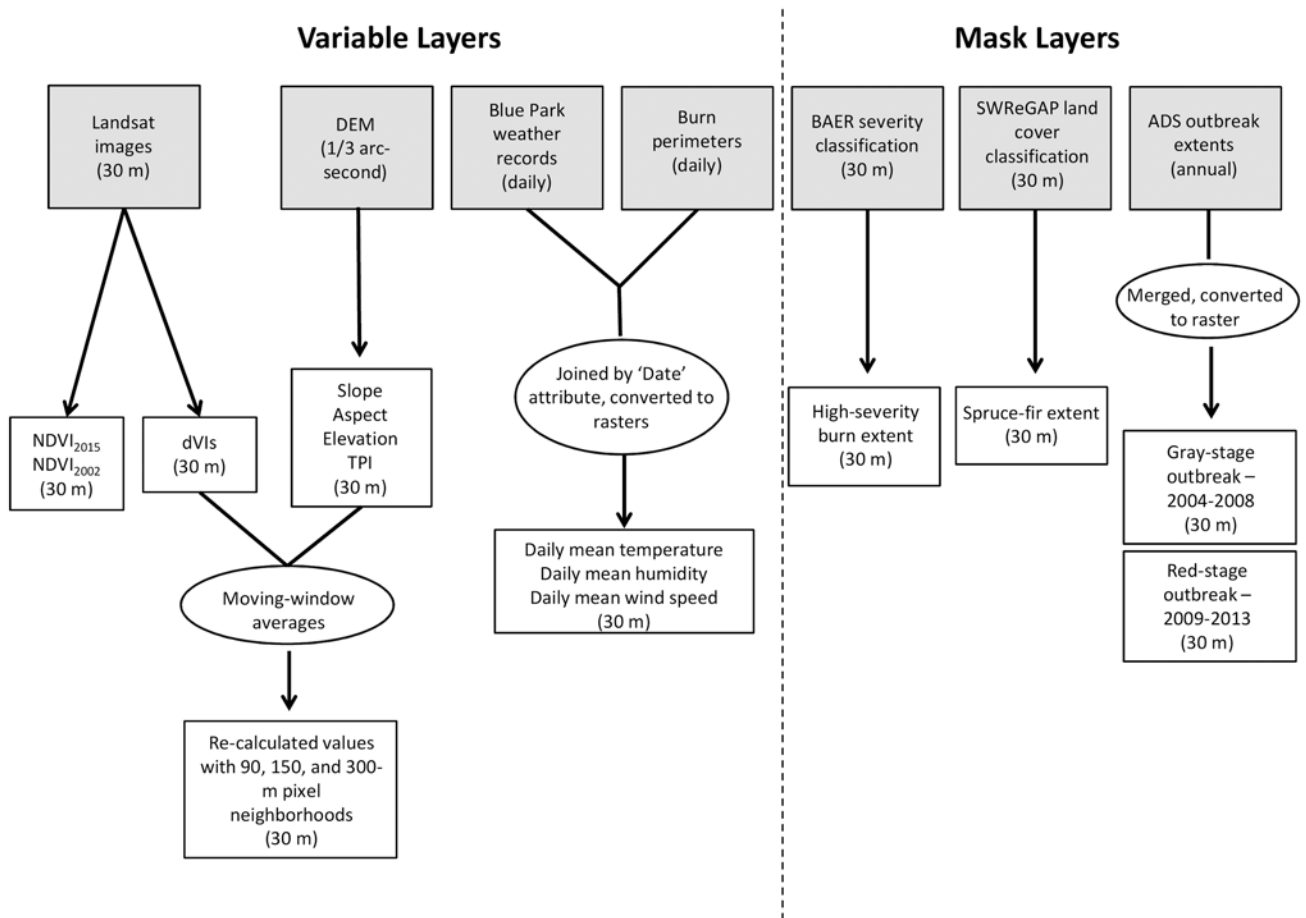 Variable Layers
Mask Layers
Landsat
images
(30 m)
DEM
(1/3 arc-
second)
Blue Park
weather
records
(daily)
Burn
perimeters
(daily)
BAER severity
classification
(30 m)
SWReGAP land
cover
classification
(30 m)
ADS outbreak
extents
(annual)
Merged, converted
to raster
NDVI2015
NDVI2002
(30 m)
dVIs
(30 m)
Slope
Aspect
Elevation
TPI
(30 m)
Joined by ‘Date’
attribute, converted to
rasters
High-severity
burn extent
(30 m)
Spruce-fir extent
(30 m)
Gray-stage
outbreak –
2004-2008
(30 m)
Red-stage
outbreak –
2009-2013
(30 m)
Moving-window
averages
Daily mean temperature
Daily mean humidity
Daily mean wind speed
(30 m)
Re-calculated values
with 90, 150, and 300-
m pixel
neighborhoods
(30 m)